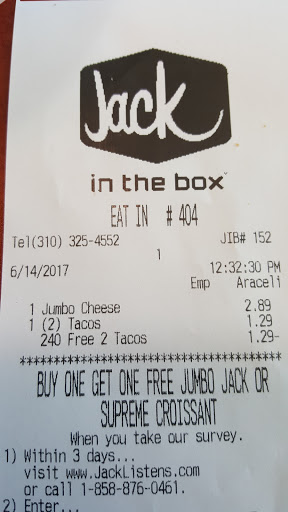 Jack
in the box
EAT IN # 404
Tel(310) 325-4552 JIB# 152
1
6/14/2017 12:32:30 PM
Emp Araceli
1 Jumbo Cheese 2.89
1 (2) Tacos 1.29
240 Free 2 Tacos 1.29-
****************************************
BUY ONE GET ONE FREE JUMBO JACK OR
SUPREME CROISSANT
When you take our survey.
1) Within 3 days...
visit www.JackListens.com
or call 1-858-876-0461.
2) Enter...